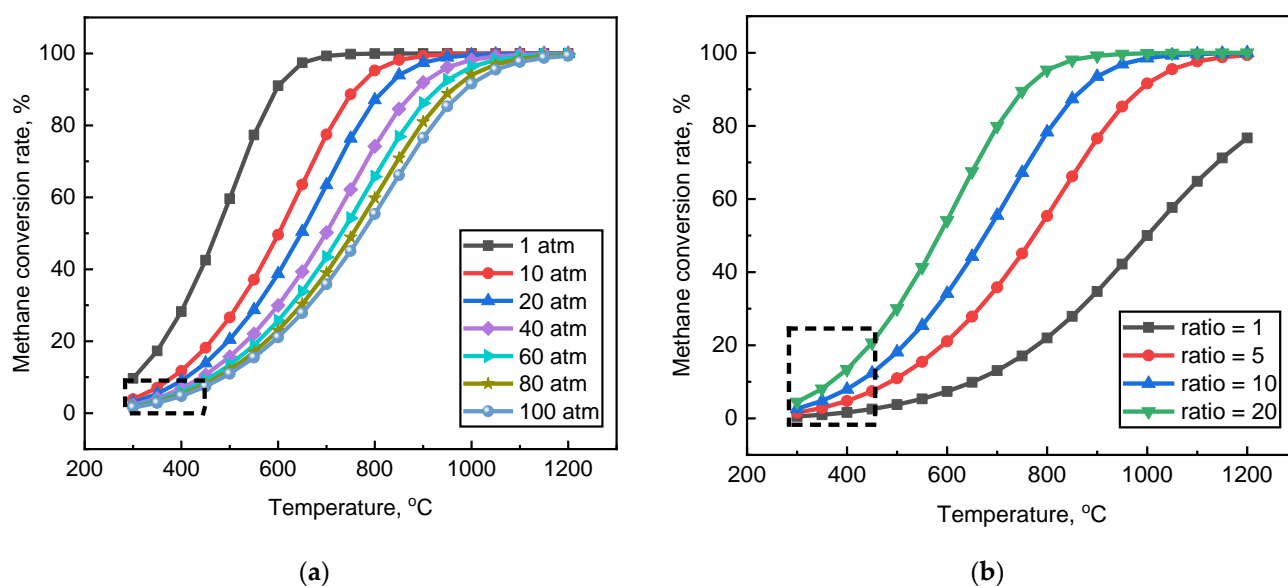 100
80
60
40
20
0
Methane conversion rate, %
200
400
600
800
1000
1200
Temperature, °C
1 atm
10 atm
20 atm
40 atm
60 atm
80 atm
100 atm
(a)
100
80
60
40
20
0
Methane conversion rate, %
200
400
600
800
1000
1200
Temperature, °C
ratio = 1
ratio = 5
ratio = 10
ratio = 20
(b)